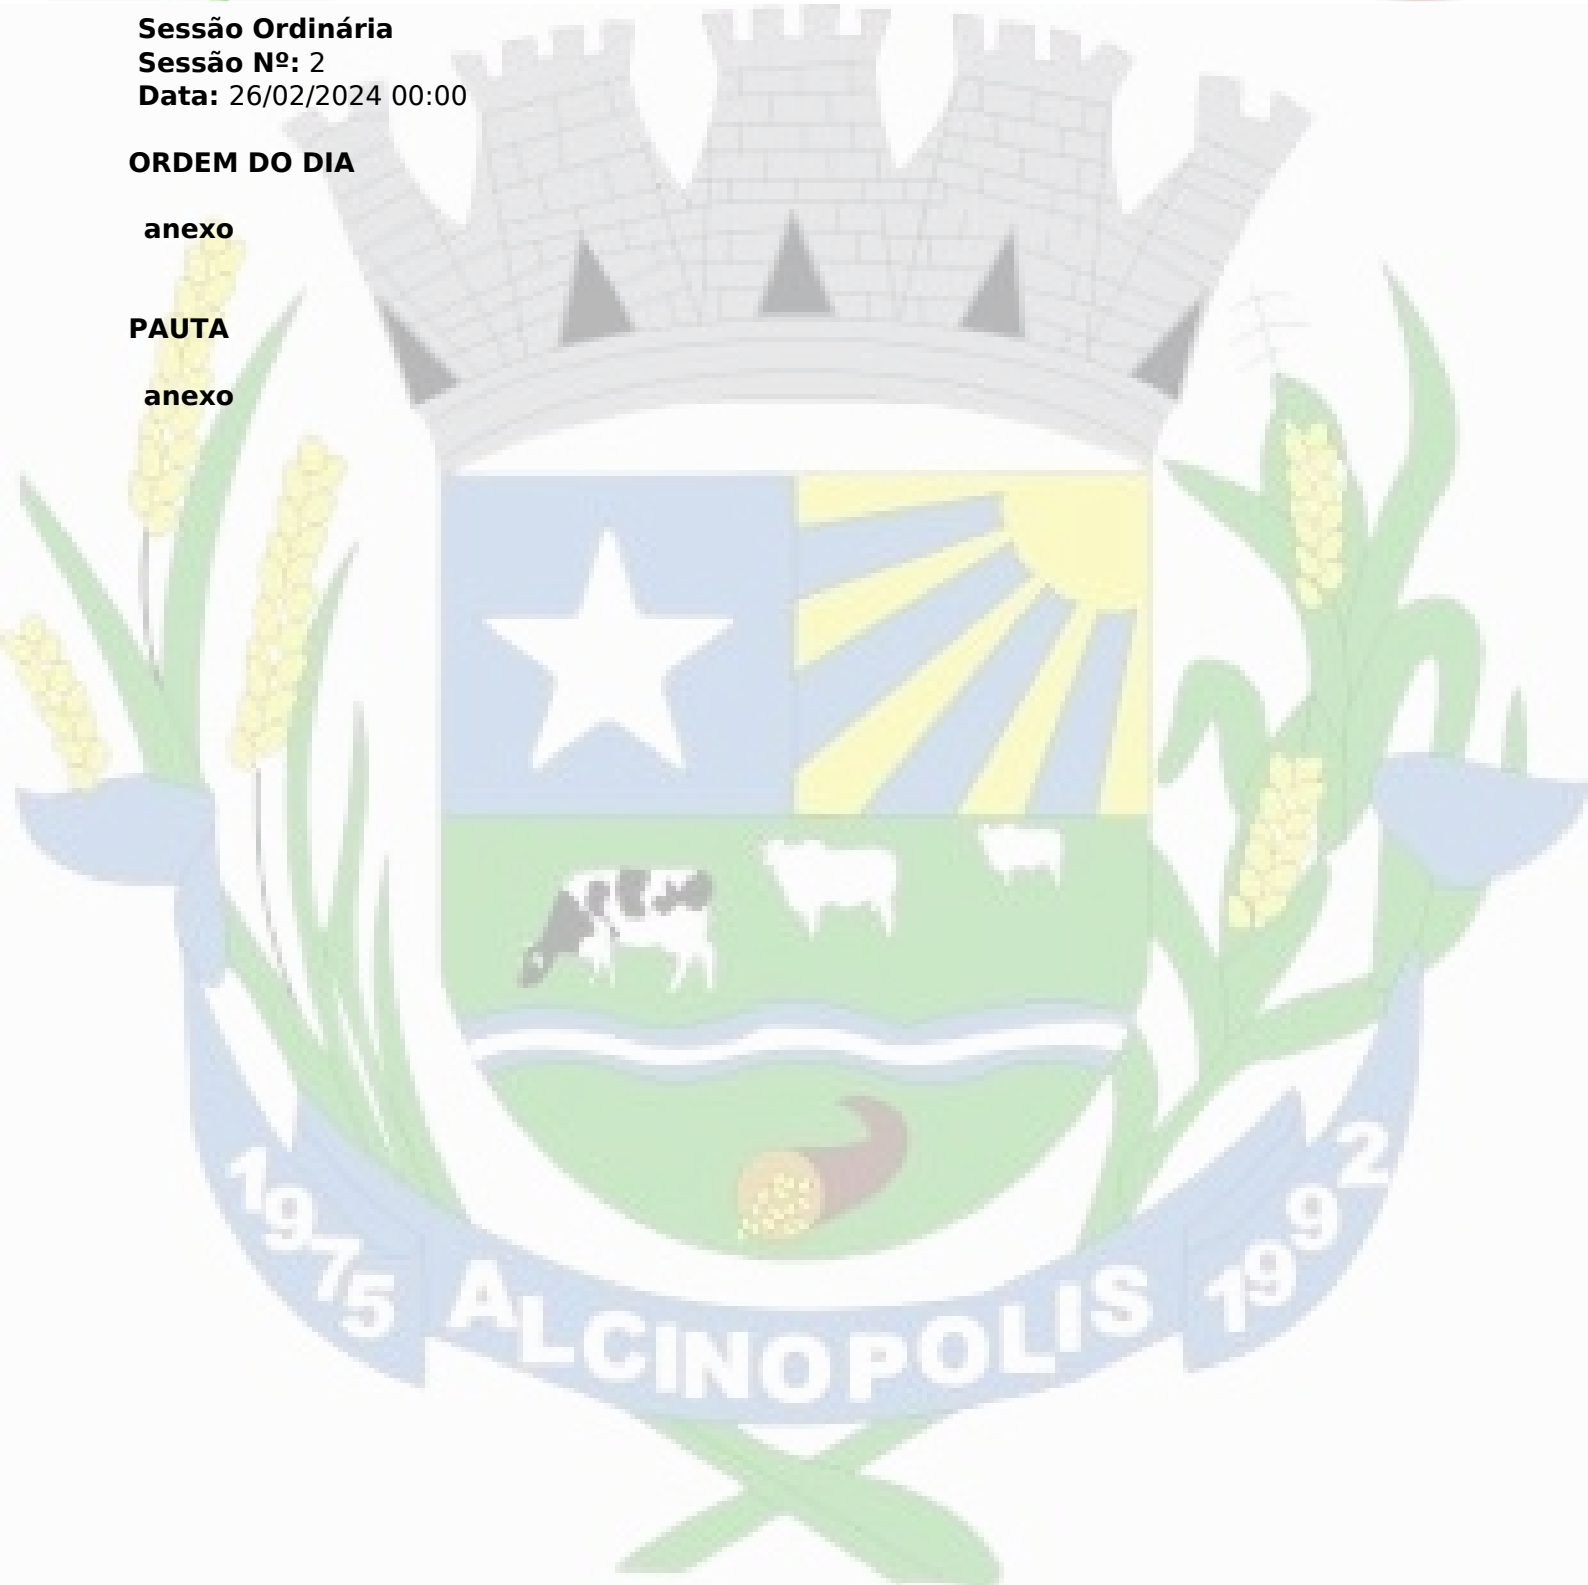 Sessão Ordinária
Sessão Nº: 2
Data: 26/02/2024 00:00
ORDEM DO DIA
anexo
PAUTA
anexo
1975 ALCINOPOLIS 1992